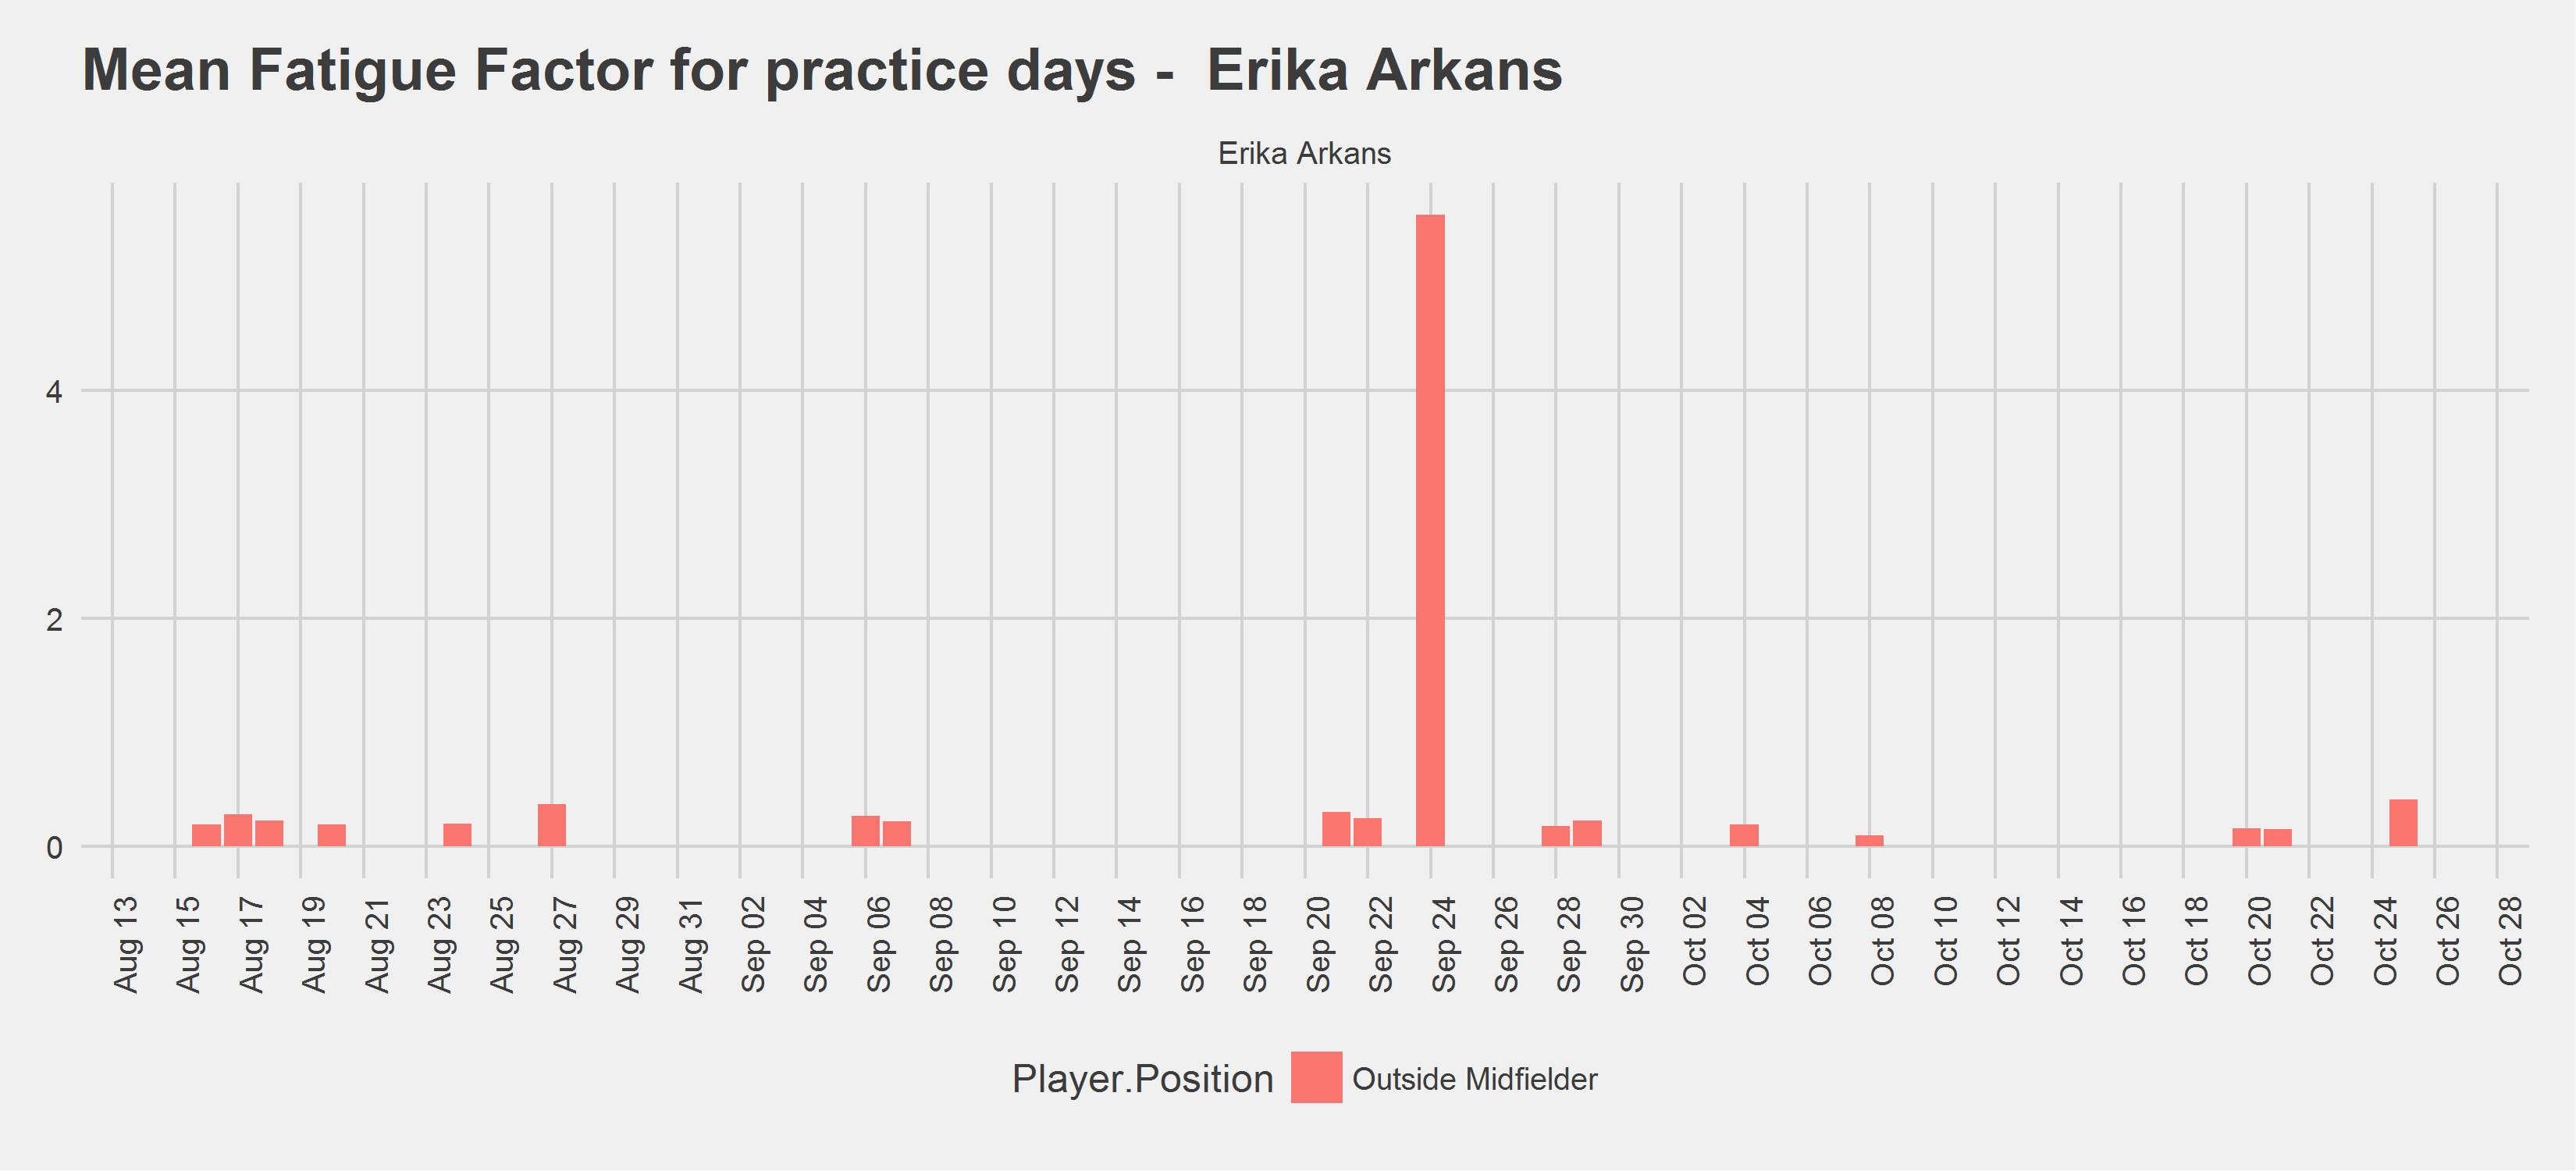 Mean Fatigue Factor for practice days -  Erika Arkans
Erika Arkans
4
2
0
Aug 13
Aug 15
Aug 17
Aug 19
Aug 21
Aug 23
Aug 25
Aug 27
Aug 29
Aug 31
Sep 02
Sep 04
Sep 06
Sep 08
Sep 10
Sep 12
Sep 14
Sep 16
Sep 18
Sep 20
Sep 22
Sep 24
Sep 26
Sep 28
Sep 30
Oct 02
Oct 04
Oct 06
Oct 08
Oct 10
Oct 12
Oct 14
Oct 16
Oct 18
Oct 20
Oct 22
Oct 24
Oct 26
Oct 28
Player.Position Outside Midfielder